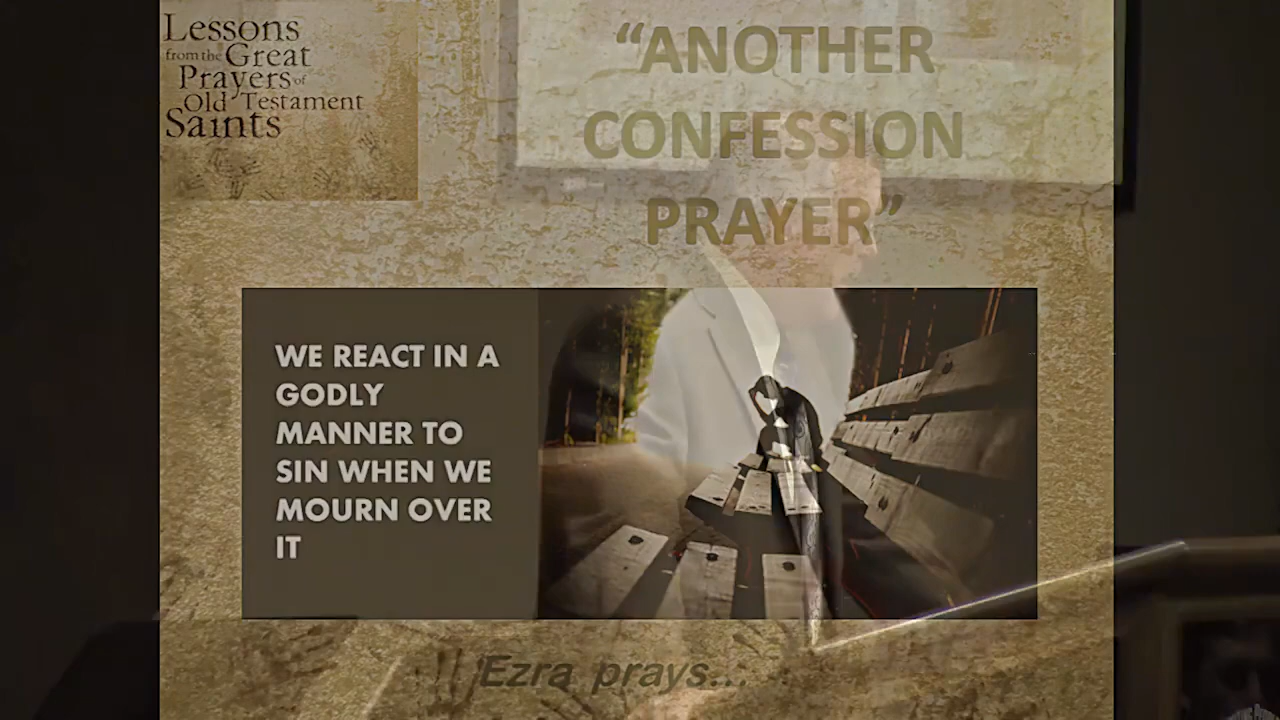 Lessons
from the Great
Prayers of
Old Testament
Saints
“ANOTHER
CONFESSION
PRAYER”
WE REACT IN A
GODLY
MANNER TO
SIN WHEN WE
MOURN OVER
IT
Ezra prays...